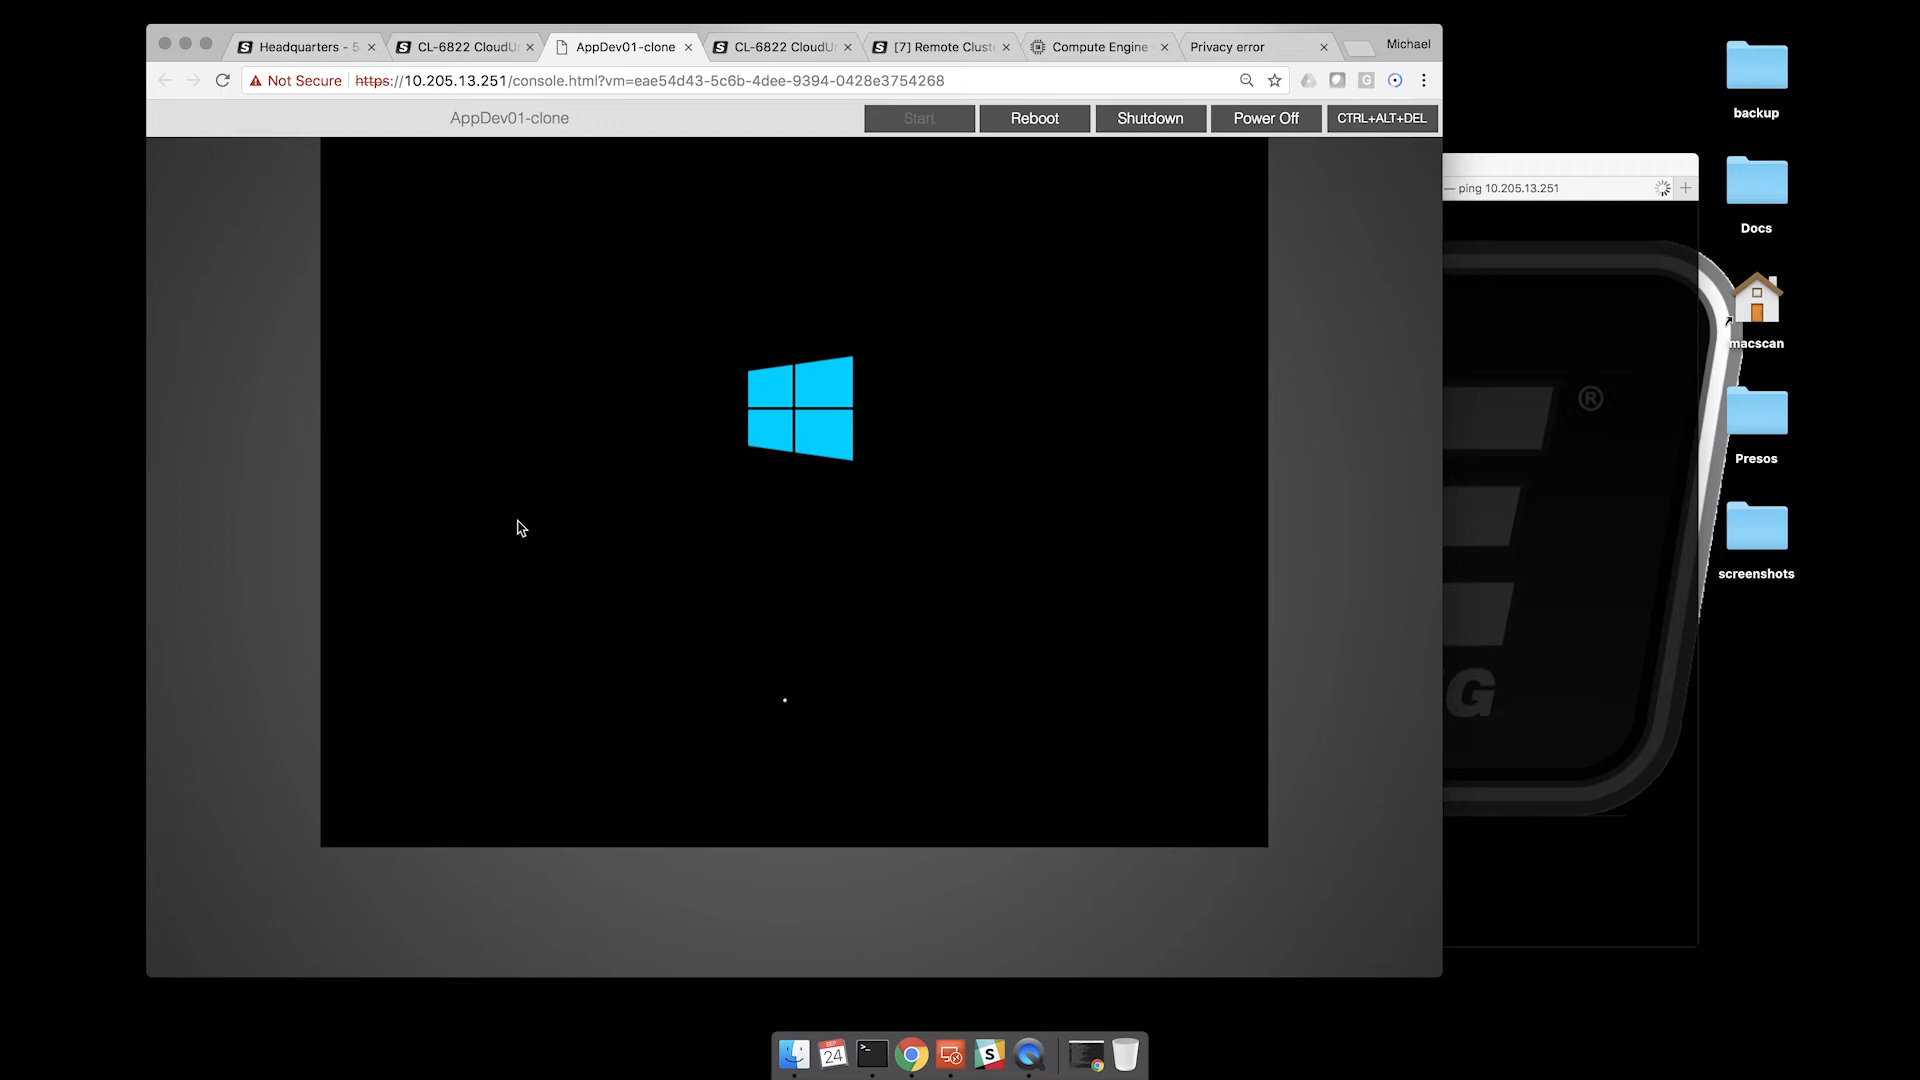 Headquarters - 5
CL-6822 CloudU
AppDev01-clone
CL-6822 CloudU
[7] Remote Clust
Compute Engine
Privacy error
Michael
Not Secure
https://10.205.13.251/console.html?vm=eae54d43-5c6b-4dee-9394-0428e3754268
G
AppDev01-clone
Start
Reboot
Shutdown
Power Off
CTRL+ALT+DEL
— ping 10.205.13.251
backup
Docs
macscan
Presos
screenshots
®
G
SEP
24